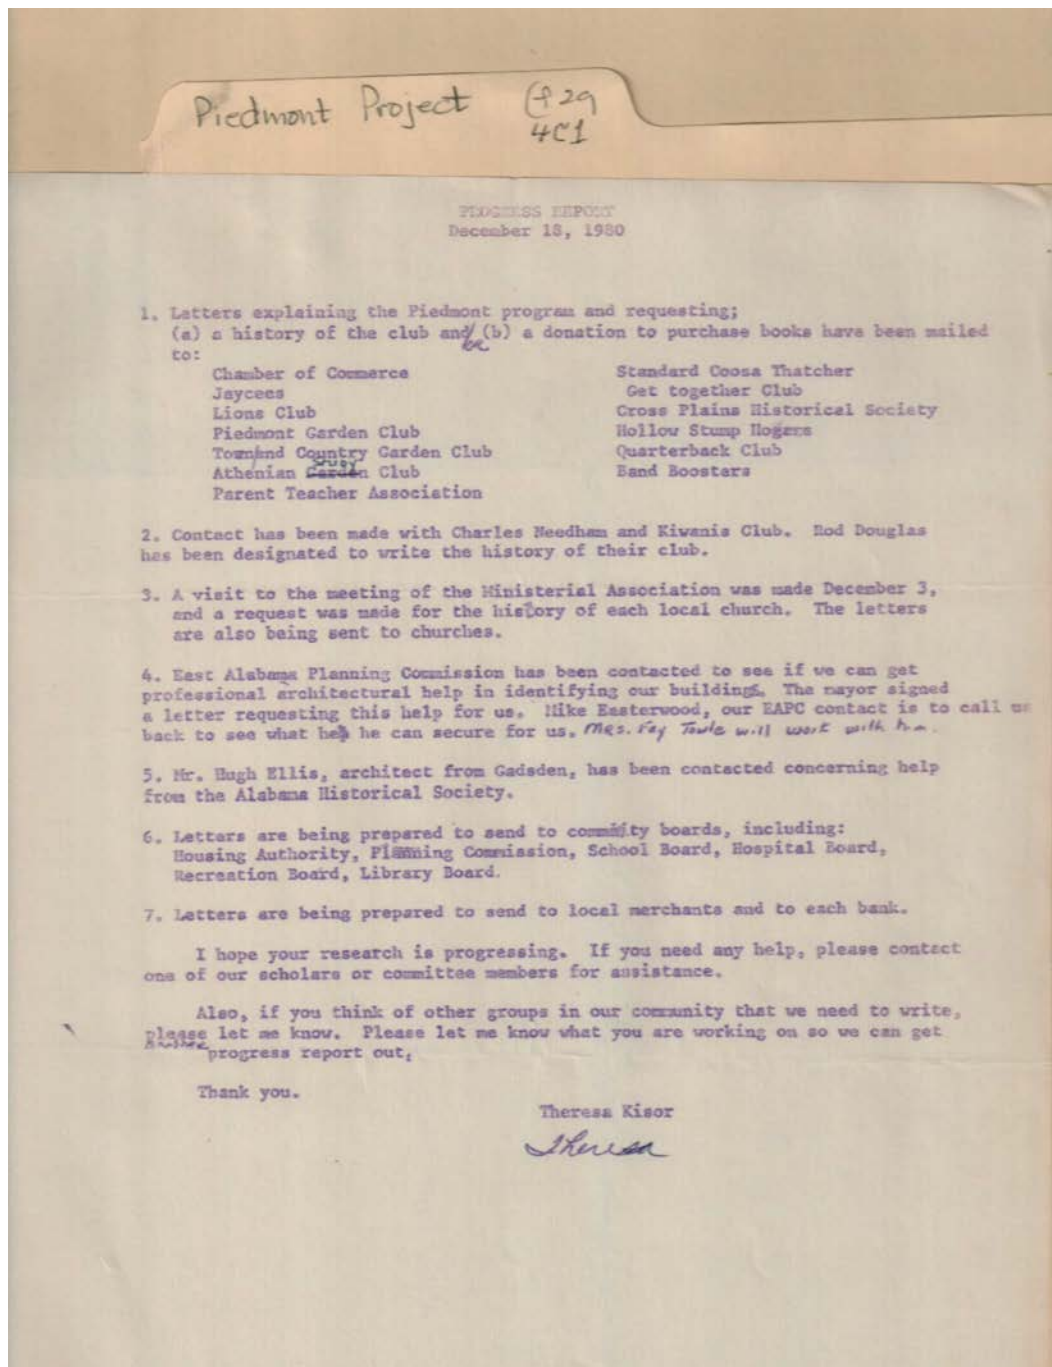 Piedmont Project
4C1
PROGRESS REPORT
December 18, 1980
1. Letters explaining the Piedmont program and requesting;
(a) a history of the club and/ (b) a donation to purchase books have been mailed
or
to:
Chamber of Commerce
Jaycees
Lions Club
Piedmont Garden Club
Town/and Country Garden Club
Study
Athenian Garden Club
Parent Teacher Association
Standard Coosa Thatcher
Get together Club
Cross Plains Historical Society
Hollow Stump Hogers
Quarterback Club
Band Boosters
2. Contact has been made with Charles Needham and Kiwanis Club. Rod Douglas
has been designated to write the history of their club.
3. A visit to the meeting of the Ministerial Association was made December 3,
and a request was made for the history of each local church. The letters
are also being sent to churches.
4. East Alabama Planning Commission has been contacted to see if we can get
professional architectural help in identifying our buildings. The mayor signed
a letter requesting this help for us. Mike Easterwood, our EAPC contact is to call us
back to see what help he can secure for us. Mrs. Fay Towle will work with him.
5. Mr. Hugh Ellis, architect from Gadsden, has been contacted concerning help
from the Alabama Historical Society.
6. Letters are being prepared to send to boards, including:
Housing Authority, Planning Commission, School Board, Hospital Board,
Recreation Board, Library Board.
7. Letters are being prepared to send to local merchants and to each bank.
I hope your research is progressing. If you need any help, please contact
one of our scholars or committee members for assistance.
Also, if you think of other groups in our community that we need to write,
please let me know. Please let me know what you are working on so we can get
another
progress report out.
Thank you.
Theresa Kisor
Theresa